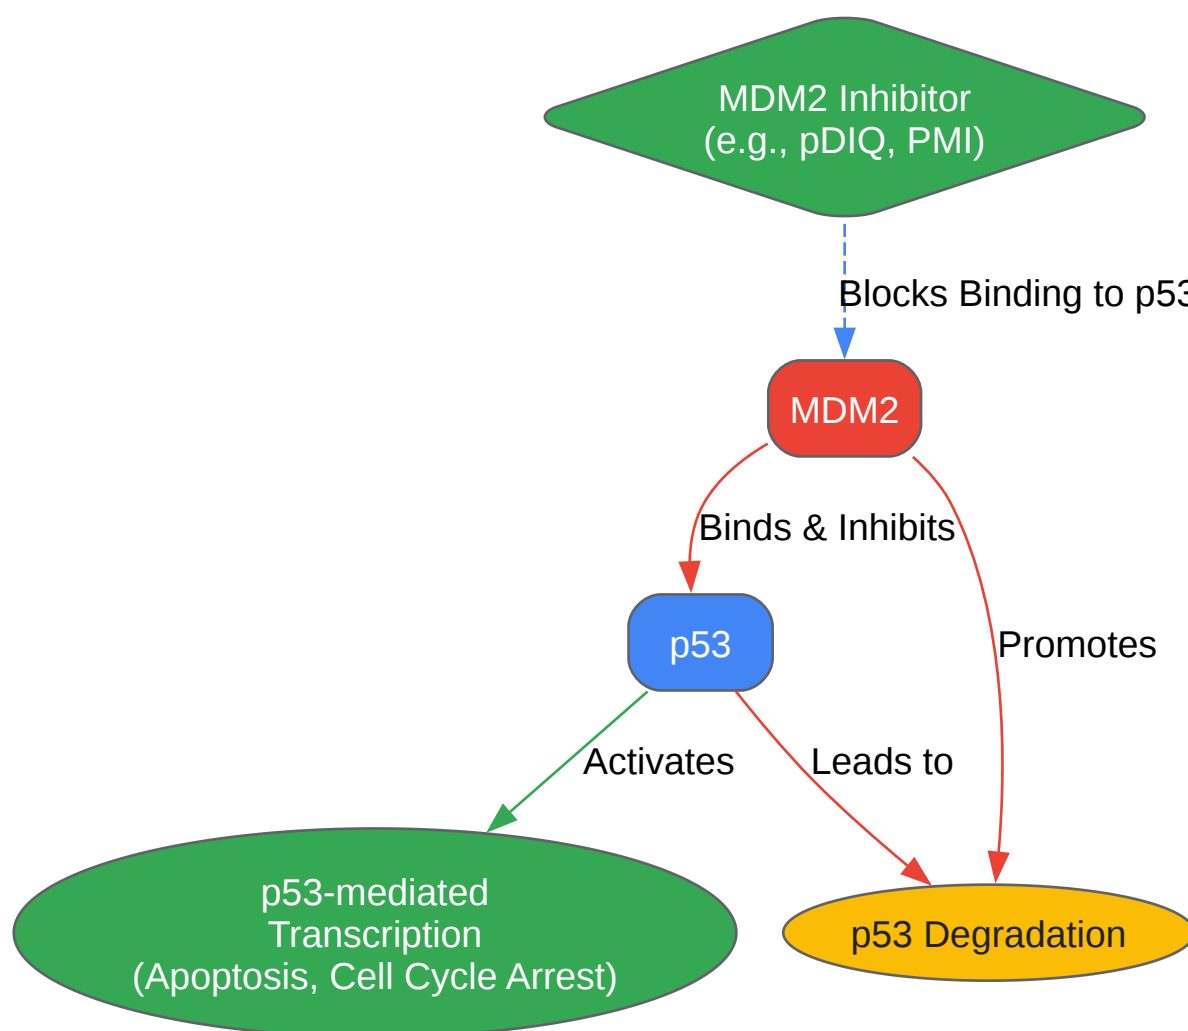 MDM2 Inhibitor
(e.g., pDIQ, PMI)
Blocks Binding to p53
MDM2
Binds & Inhibits
p53
Promotes
Activates
Leads to
p53-mediated
Transcription
(Apoptosis, Cell Cycle Arrest)
p53 Degradation